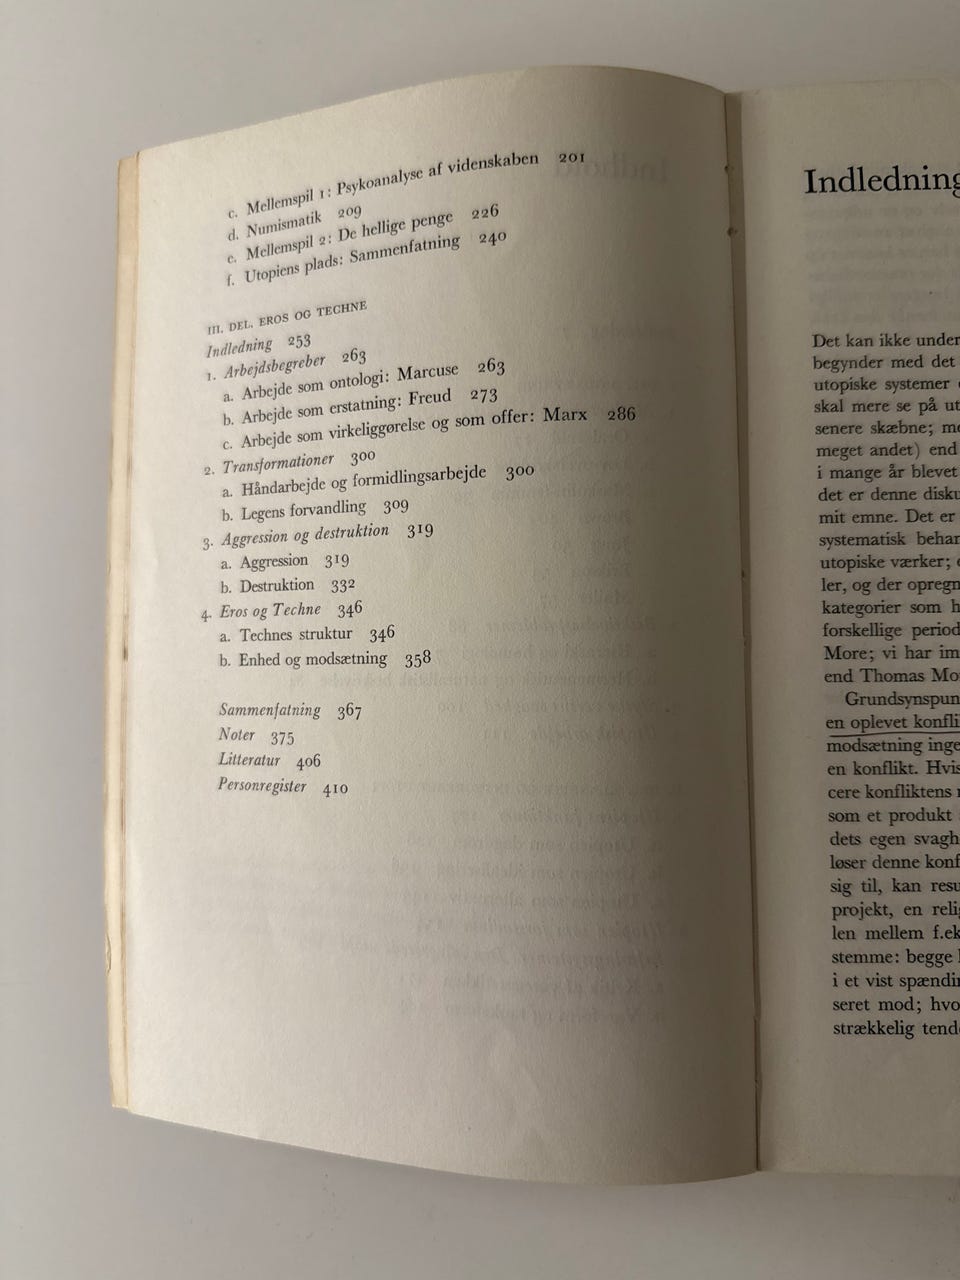 c. Mellemspil 1: Psykoanalyse af videnskaben 201
d. Numismatik 209
e. Mellemspil 2: De hellige penge 226
f. Utopiens plads: Sammenfatning 240
III. DEL. EROS OG TECHNE
Indledning 253
1. Arbejdsbegreber 263
a. Arbejde som ontologi: Marcuse 263
b. Arbejde som erstatning: Freud 273
c. Arbejde som virkeliggørelse og som offer: Marx 286
2. Transformationer 300
a. Håndarbejde og formidlingsarbejde 300
b. Legens forvandling 309
3. Aggression og destruktion 319
a. Aggression 319
b. Destruktion 332
4. Eros og Techne 346
a. Technes struktur 346
b. Enhed og modsætning 358
Sammenfatning 367
Noter 375
Litteratur 406
Personregister 410
Indledning
Det kan ikke under
begynder med det
utopiske systemer
skal mere se på ut
senere skæbne; me
meget andet) end
i mange år blevet
det er denne disku
mit emne. Det er
systematisk behar
utopiske værker;
ler, og der opregn
kategorier som h
forskellige period
More; vi har im
end Thomas Mo
Grundsynspun
en oplevet konfli
modsætning inge
en konflikt. Hvis
cere konfliktens
som et produkt
dets egen svagh
løser denne konf
sig til, kan resu
projekt, en relig
len mellem f.ek
stemme: begge
i et vist spændin
seret mod; hvo
strækkelig tend